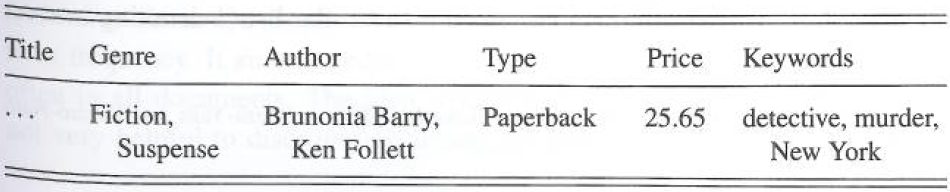 Title Genre Author Type Price Keywords
... Fiction, Brunonia Barry, Paperback 25.65 detective, murder,
Suspense Ken Follett New York